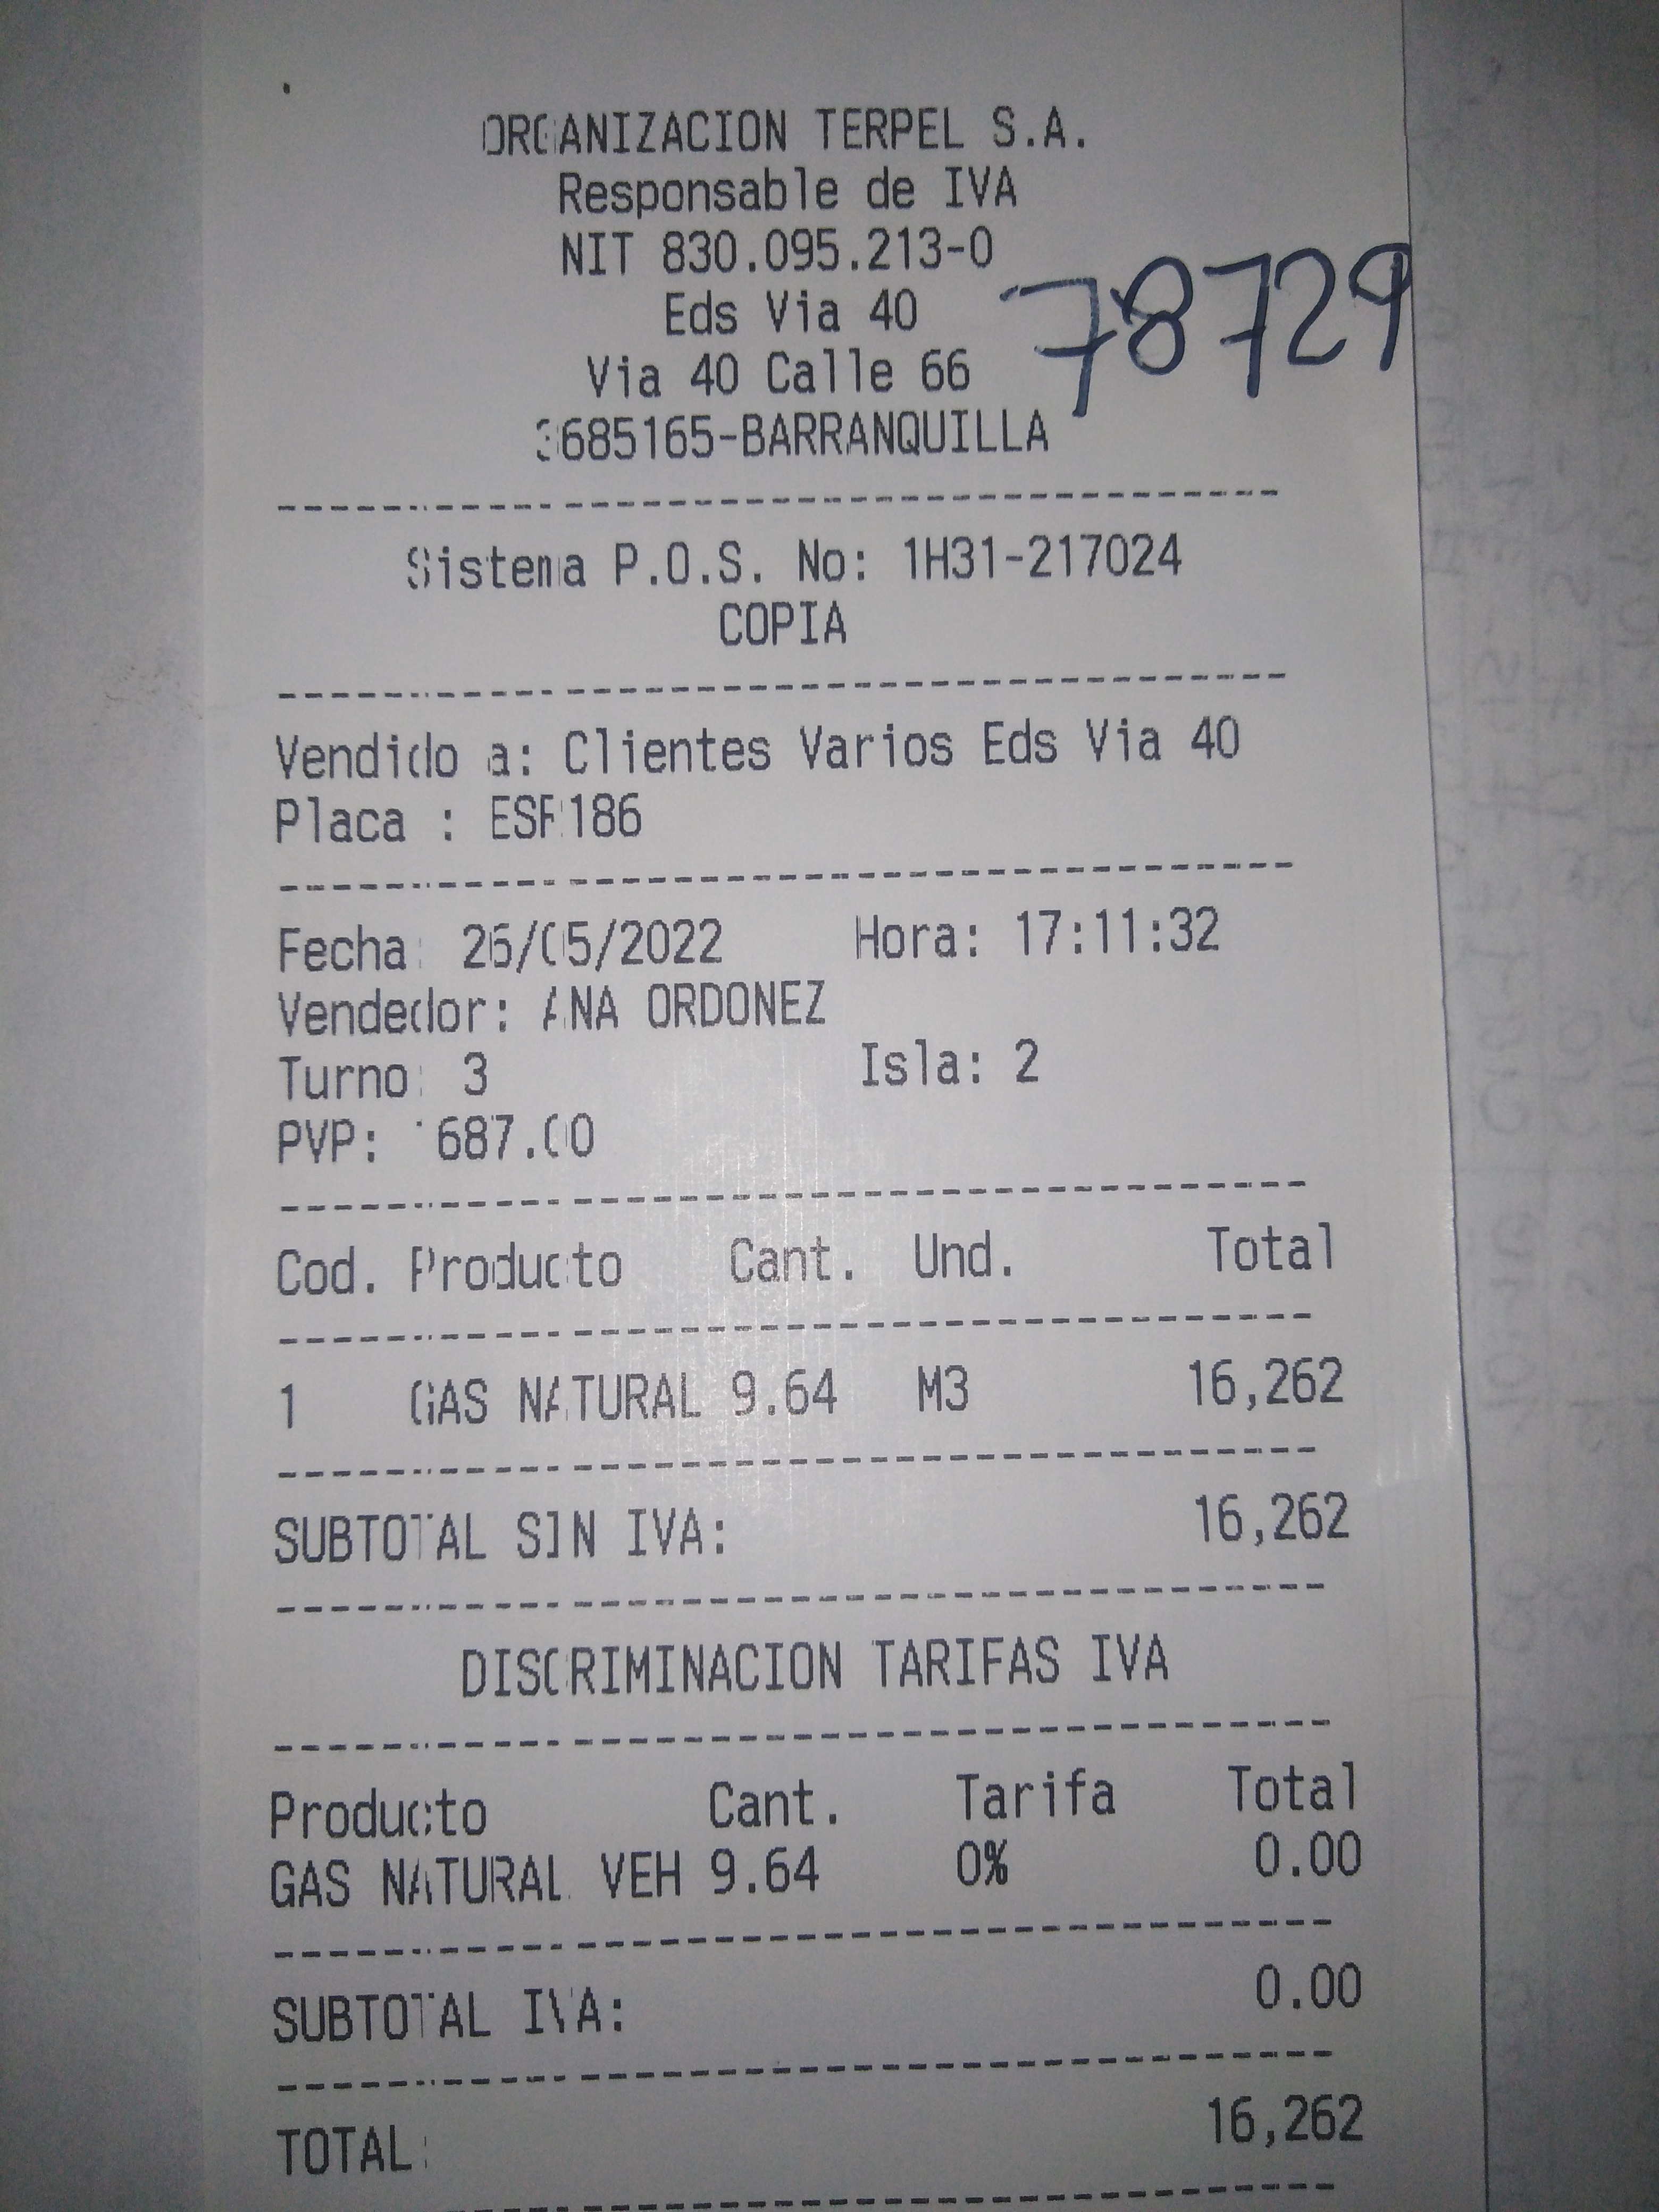 ORGANIZACION TERPEL S.A.
Responsable de IVA
NIT 830.095.213-0
Eds Via 40
78729
Via 40 Calle 66
3685165-BARRANQUILLA
Sistema P.O.S. No: 1H31-217024
COPIA
Vendido a: Clientes Varios Eds Via 40
Placa :
Fecha: 26/05/2022 Hora: 17:11:32
Vendedor: ANA ORDONEZ
Turno: 3 Isla: 2
PVP: 1687.00
Cod. Producto Cant. Und. Total
1 GAS NATURAL 9.64 M3 16,262
SUBTOTAL SIN IVA: 16,262
DISCRIMINACION TARIFAS IVA
Producto Cant. Tarifa Total
GAS NATURAL VEH 9.64 0% 0.00
SUBTOTAL IVA: 0.00
TOTAL: 16,262